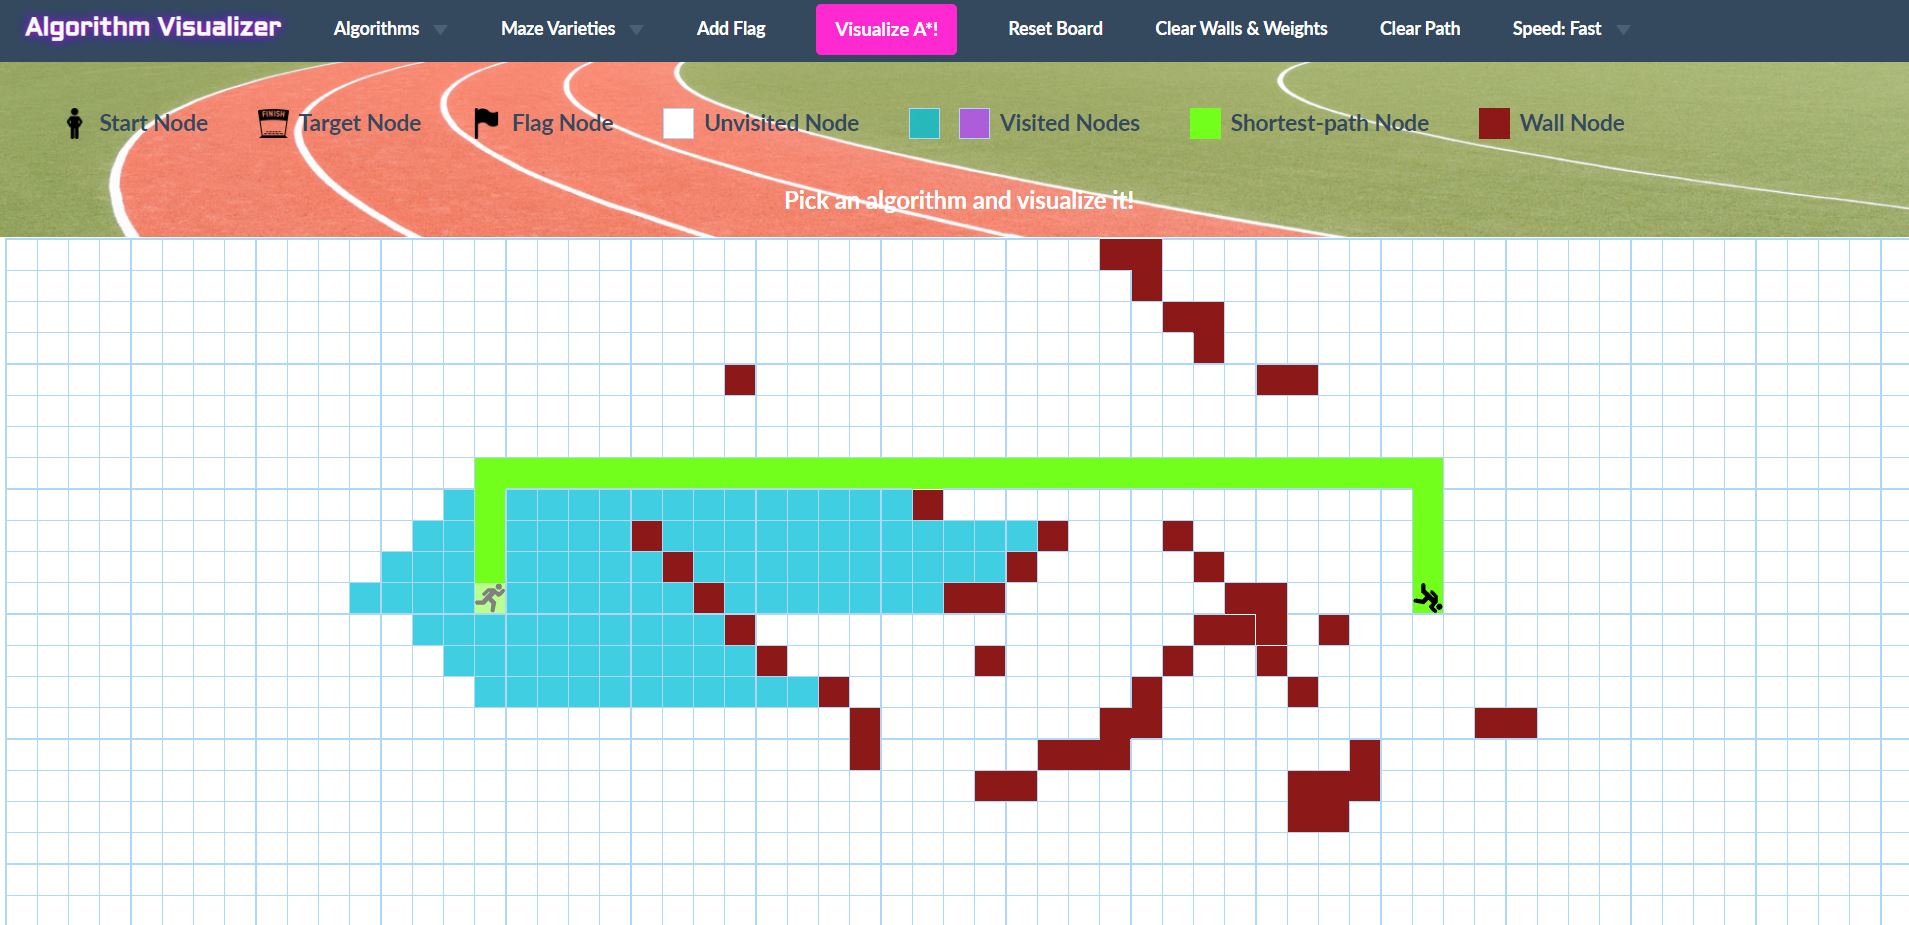 Algorithm Visualizer Algorithms Maze Varieties Add Flag Visualize A*! Reset Board Clear Walls & Weights Clear Path Speed: Fast
FINISH
Start Node Target Node Flag Node Unvisited Node Visited Nodes Shortest-path Node Wall Node
Pick an algorithm and visualize it!